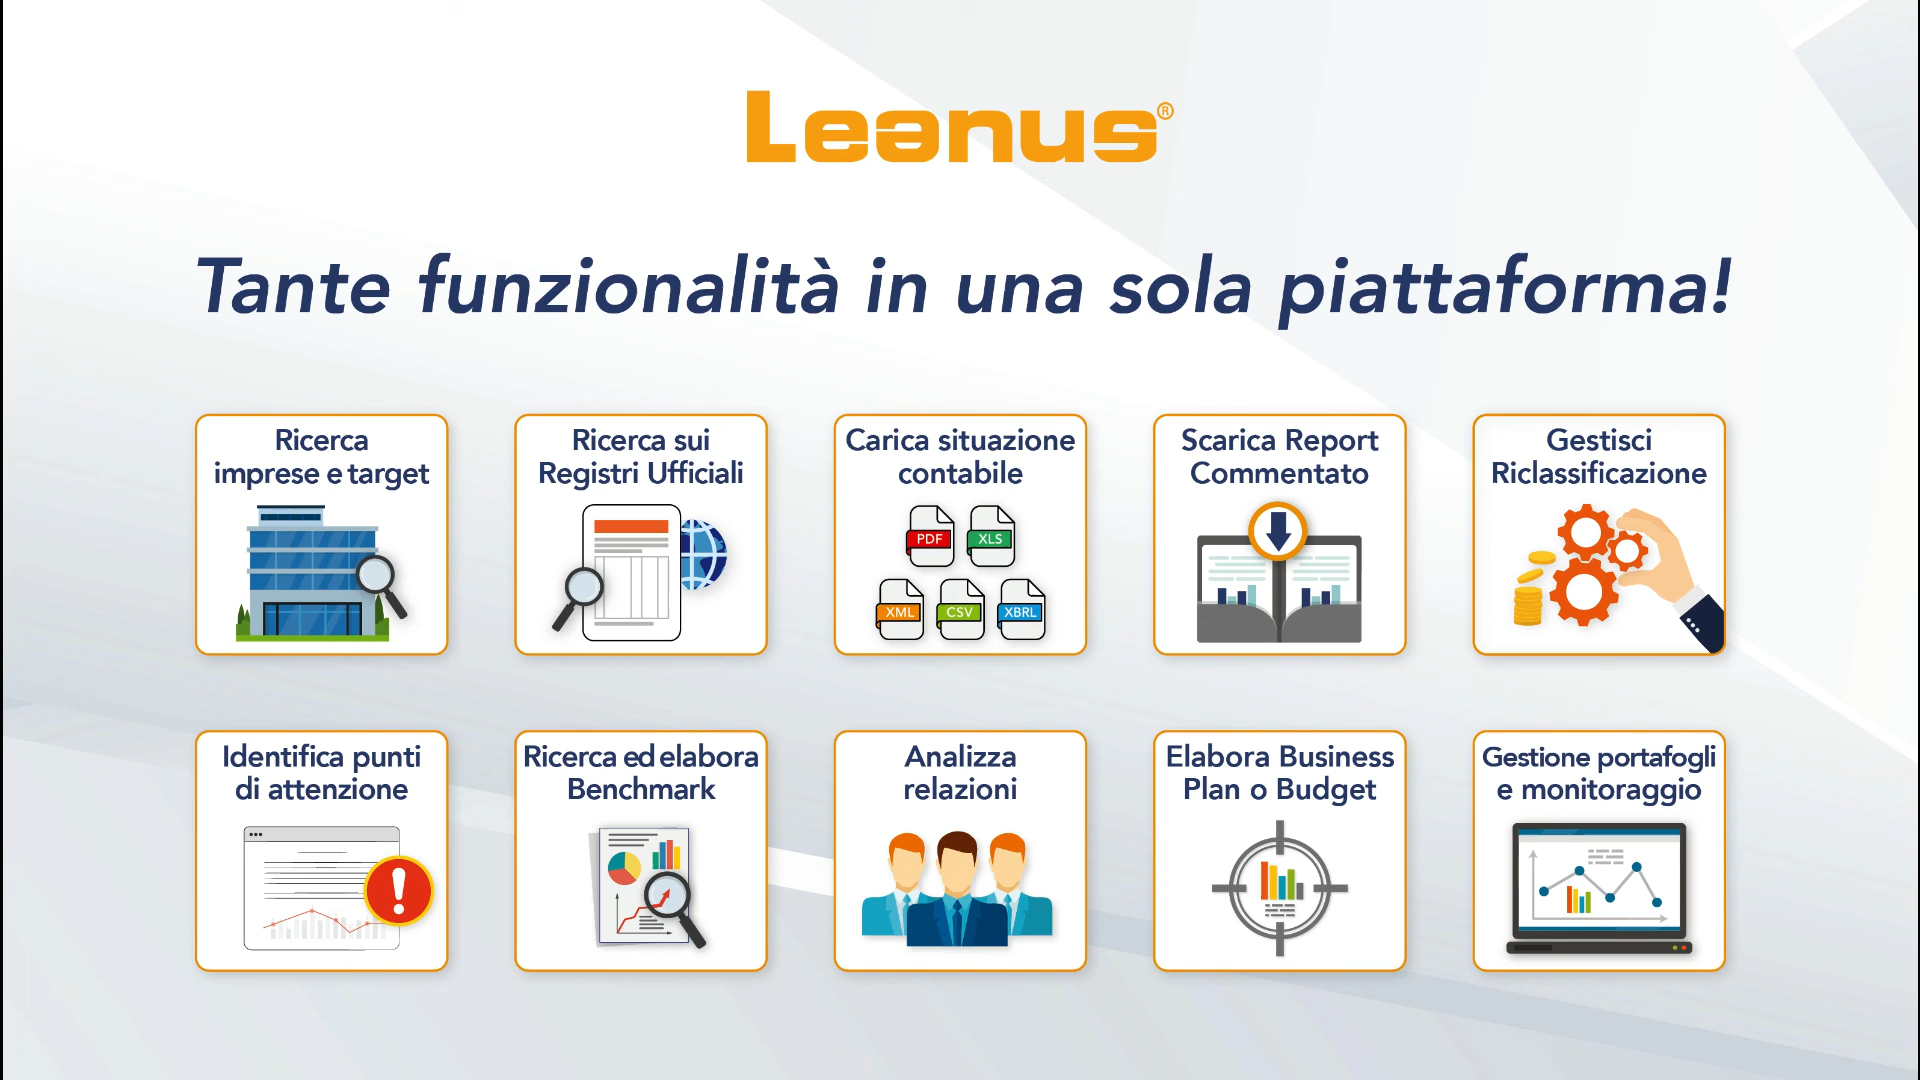 Leanus®
Tante funzionalità in una sola piattaforma!
Ricerca
imprese e target
Ricerca sui
Registri Ufficiali
Carica situazione
contabile
PDF
XLS
XML
CSV
XBRL
Scarica Report
Commentato
Gestisci
Riclassificazione
Identifica punti
di attenzione
Ricerca ed elabora
Benchmark
Analizza
relazioni
Elabora Business
Plan o Budget
Gestione portafogli
e monitoraggio